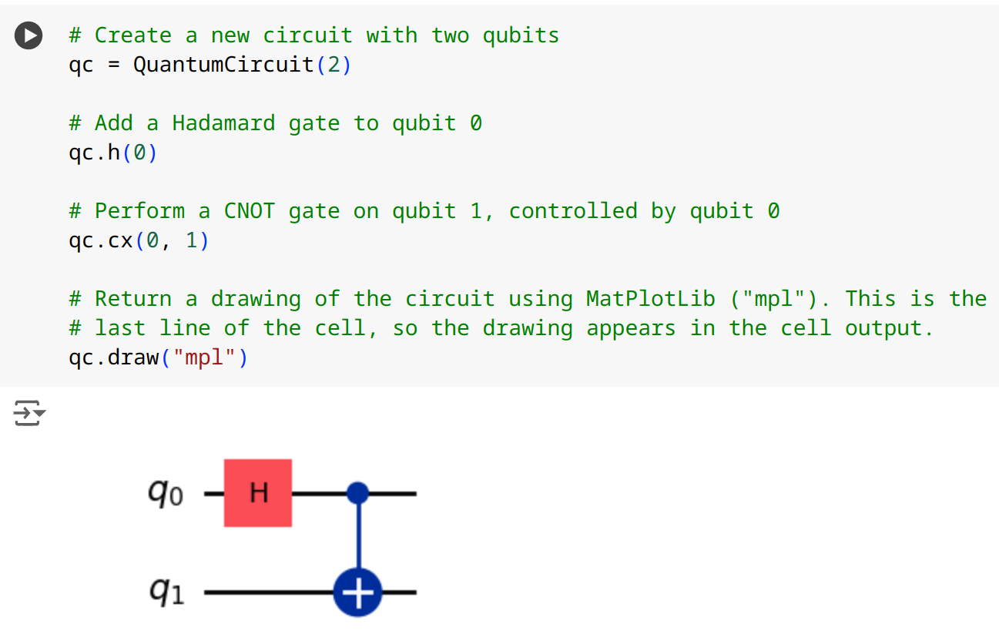 # Create a new circuit with two qubits
qc = QuantumCircuit(2)
# Add a Hadamard gate to qubit 0
qc.h(0)
# Perform a CNOT gate on qubit 1, controlled by qubit 0
qc.cx(0, 1)
# Return a drawing of the circuit using MatPlotLib ("mpl"). This is the
# last line of the cell, so the drawing appears in the cell output.
qc.draw("mpl")
q0 H
q1